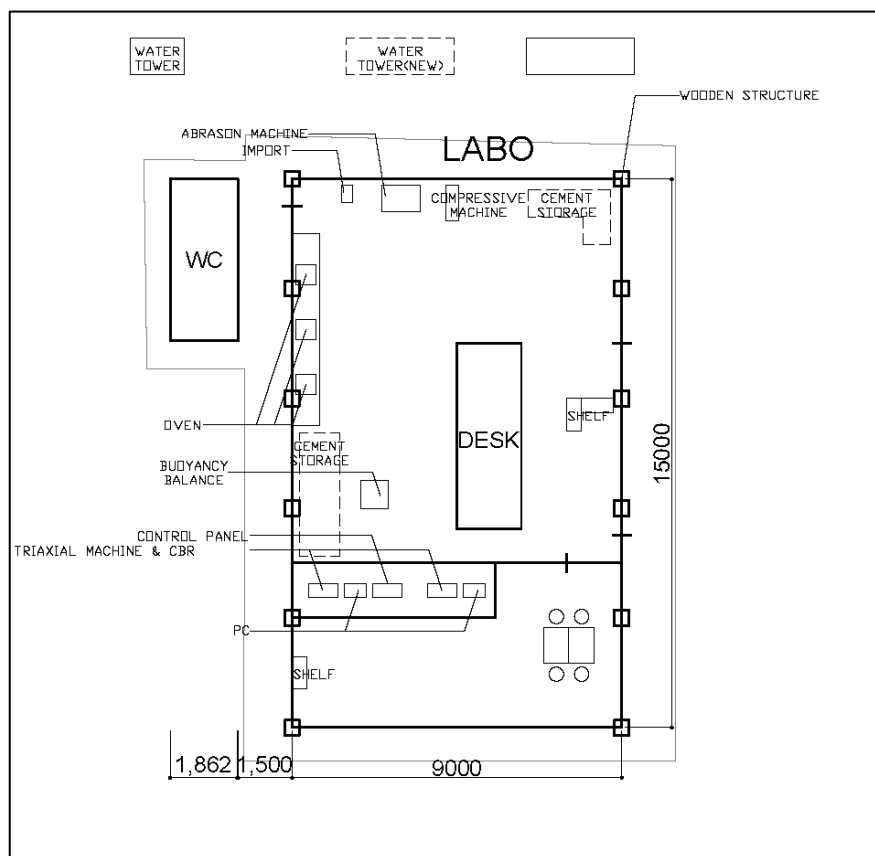 WATER
TOWER
WATER
TOWER(NEW)
WOODEN STRUCTURE
ABRASON MACHINE
IMPORT
LABO
COMPRESSIVE
MACHINE
CEMENT
STORAGE
WC
OVEN
DESK
SHELF
15000
CEMENT
STORAGE
BUOYANCY
BALANCE
CONTROL PANEL
TRIAXIAL MACHINE & CBR
PC
SHELF
1,862
1,500
9000